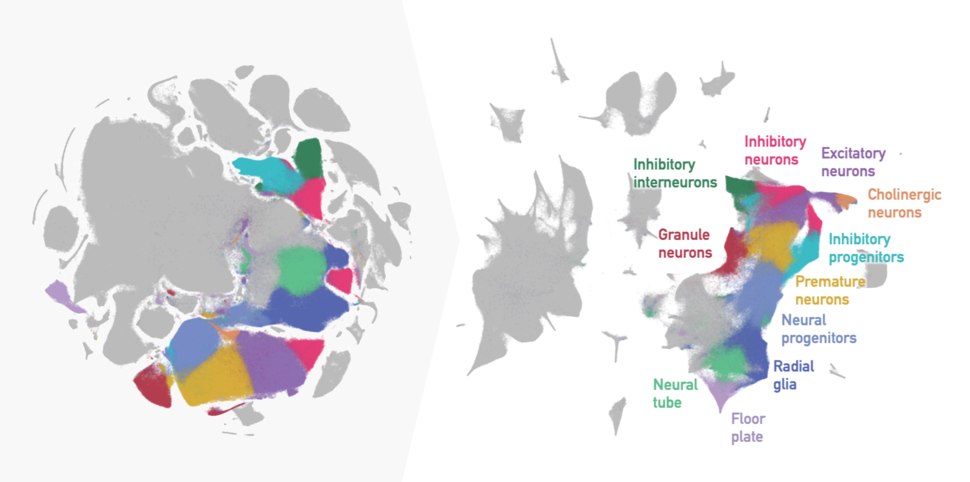 Inhibitory
neurons
Excitatory
neurons
Inhibitory
interneurons
Cholinergic
neurons
Granule
neurons
Inhibitory
progenitors
Premature
neurons
Neural
progenitors
Radial
glia
Neural
tube
Floor
plate